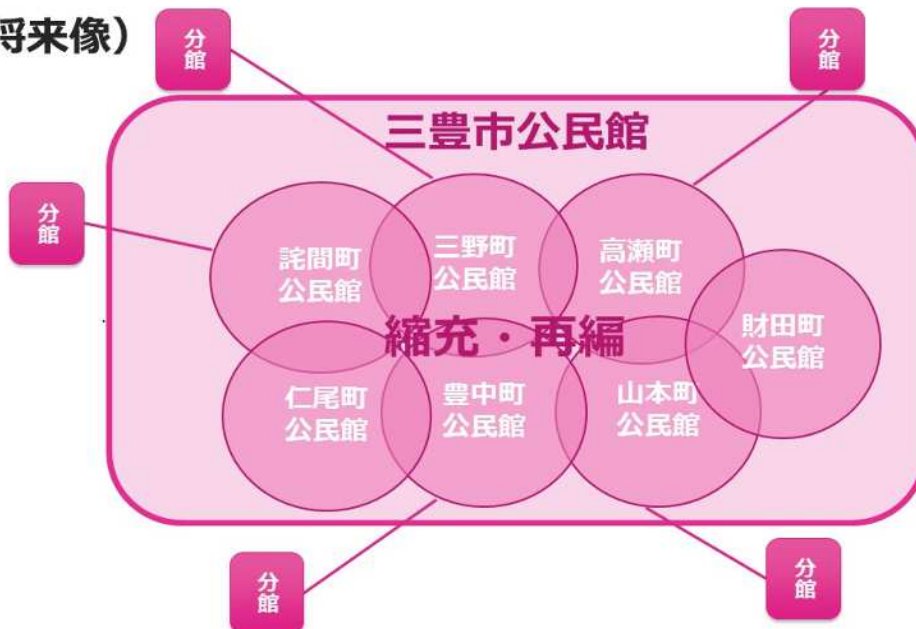 将来像）
分館
分館
三豊市公民館
分館
詫間町
公民館
三野町
公民館
高瀬町
公民館
財田町
公民館
縮充・再編
仁尾町
公民館
豊中町
公民館
山本町
公民館
分館
分館